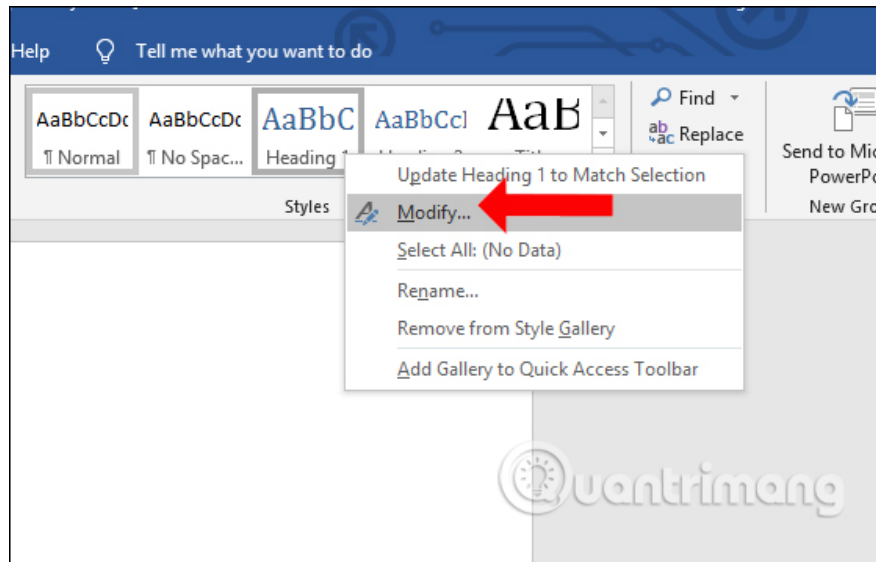 Help Tell me what you want to do
AaBbCcDc AaBbCcDc AaBbC AaBbCcl AaB
¶ Normal ¶ No Spac... Heading 1
Find
Replace
Send to Mic
PowerPo
Styles
New Gro
Update Heading 1 to Match Selection
Modify...
Select All: (No Data)
Rename...
Remove from Style Gallery
Add Gallery to Quick Access Toolbar
Quantrimang